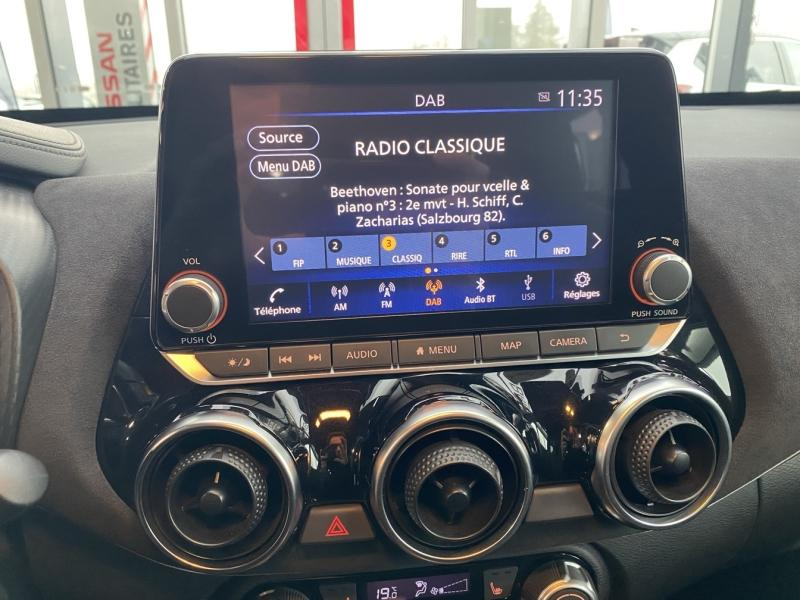 SSAN
UTAIRES
DAB
11:35
Source
Menu DAB
RADIO CLASSIQUE
Beethoven : Sonate pour vcelle &
piano n°3 : 2e mvt - H. Schiff, C.
Zacharias (Salzbourg 82).
1 FIP
2 MUSIQUE
3 CLASSIQ
4 RIRE
5 RTL
6 INFO
Téléphone
AM
FM
DAB
Audio BT
USB
Réglages
VOL
PUSH
PUSH SOUND
AUDIO
MENU
MAP
CAMERA
19.0